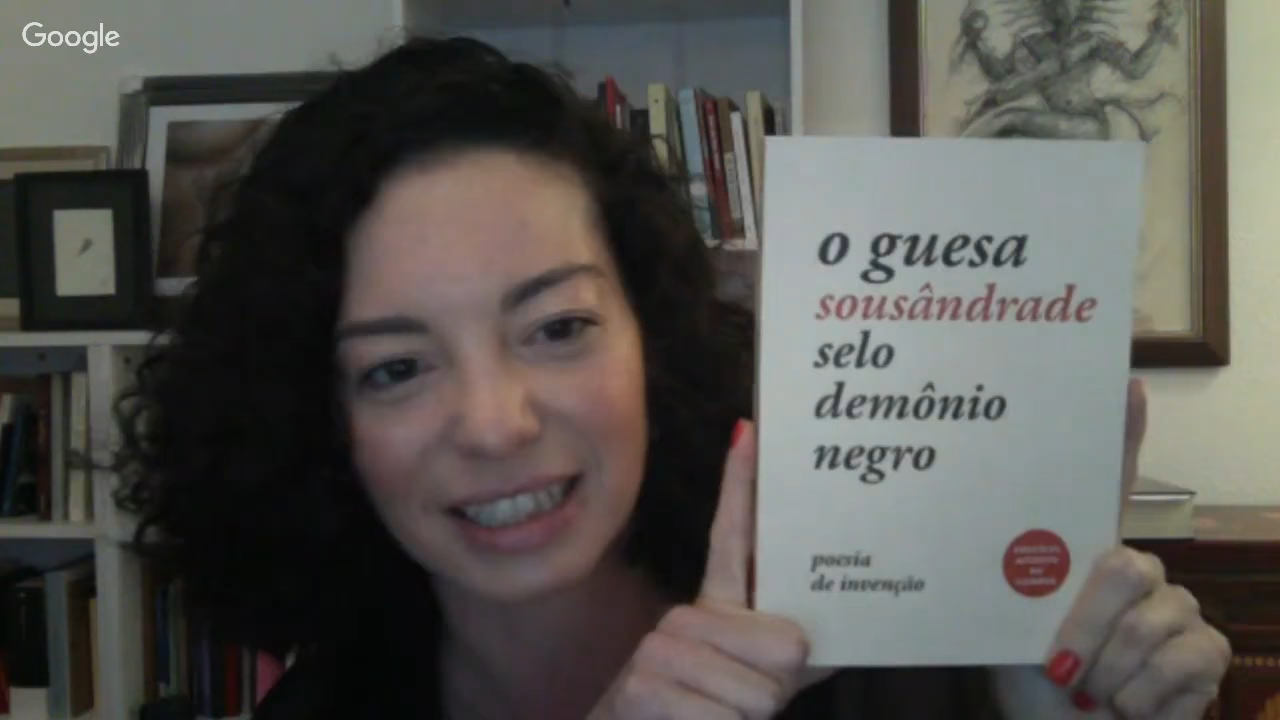 Google
o guesa
sousândrade
selo
demônio
negro
poesia
de invenção